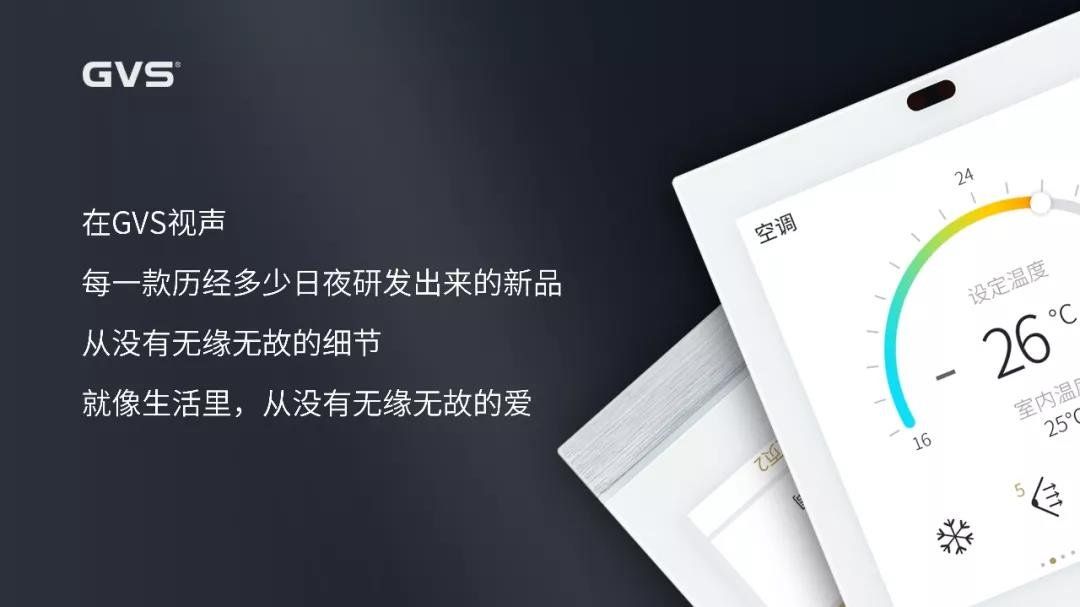 GVS®
在GVS视声
每一款历经多少日夜研发出来的新品
从没有无缘无故的细节
就像生活里，从没有无缘无故的爱
空调
24
设定温度
- 26 °C
室内温度
25°C
16
5
页2